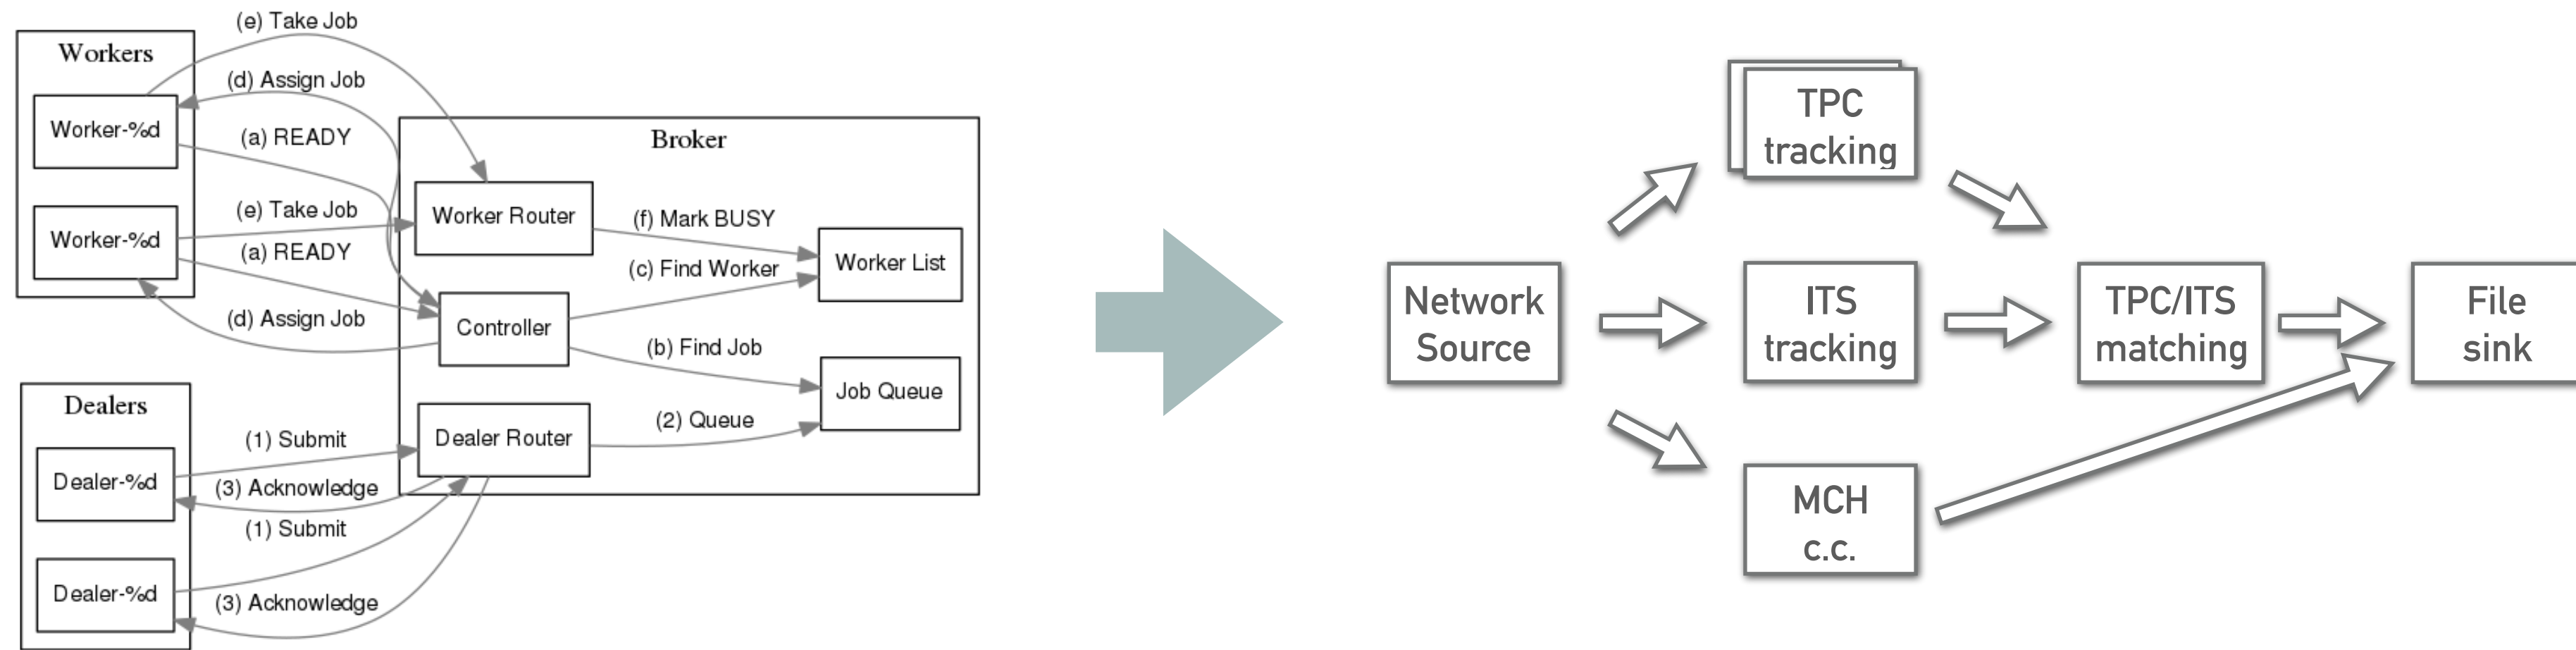 (e) Take Job
Workers
(d) Assign Job
Worker-%d
(a) READY
Broker
(e) Take Job
Worker Router
(f) Mark BUSY
Worker-%d
(a) READY
(c) Find Worker
Worker List
(d) Assign Job
Controller
(b) Find Job
Job Queue
Dealers
(1) Submit
Dealer Router
(2) Queue
Dealer-%d
(3) Acknowledge
(1) Submit
Dealer-%d
(3) Acknowledge
TPC
tracking
Network
Source
ITS
tracking
TPC/ITS
matching
File
sink
MCH
c.c.